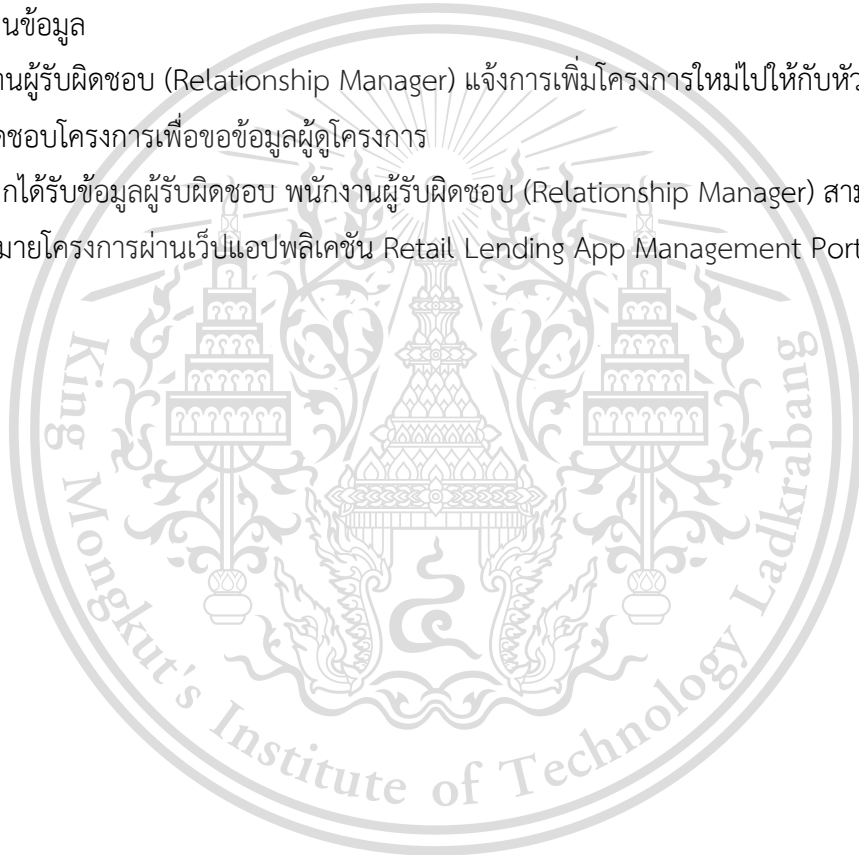 นข้อมูล
านผู้รับผิดชอบ (Relationship Manager) แจ้งการเพิ่มโครงการใหม่ไปให้กับหัว
ดชอบโครงการเพื่อขอข้อมูลผู้ดูโครงการ
กได้รับข้อมูลผู้รับผิดชอบ พนักงานผู้รับผิดชอบ (Relationship Manager) สาม
มายโครงการผ่านเว็ปแอปพลิเคชัน Retail Lending App Management Port
King Mongkut's Institute of Technology Ladkrabang